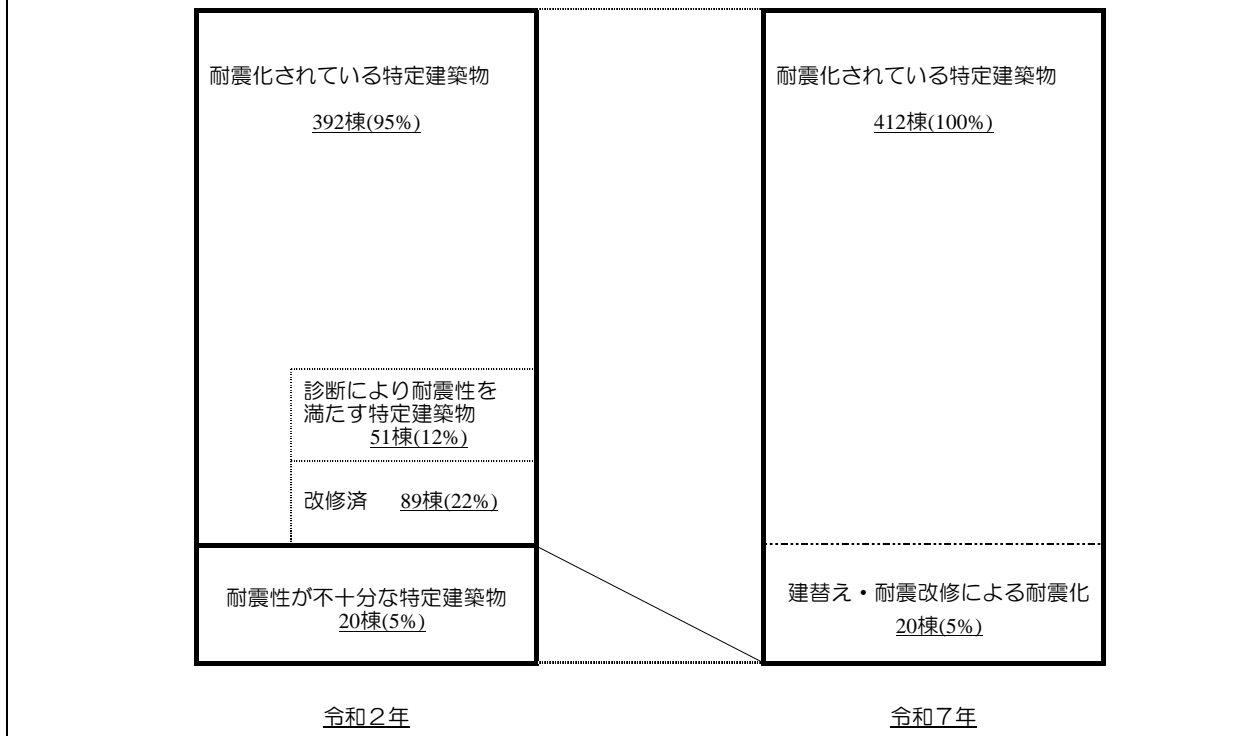 耐震化されている特定建築物
392棟(95%)
診断により耐震性を
満たす特定建築物
51棟(12%)
改修済 89棟(22%)
耐震性が不十分な特定建築物
20棟(5%)
令和２年
耐震化されている特定建築物
412棟(100%)
建替え・耐震改修による耐震化
20棟(5%)
令和７年